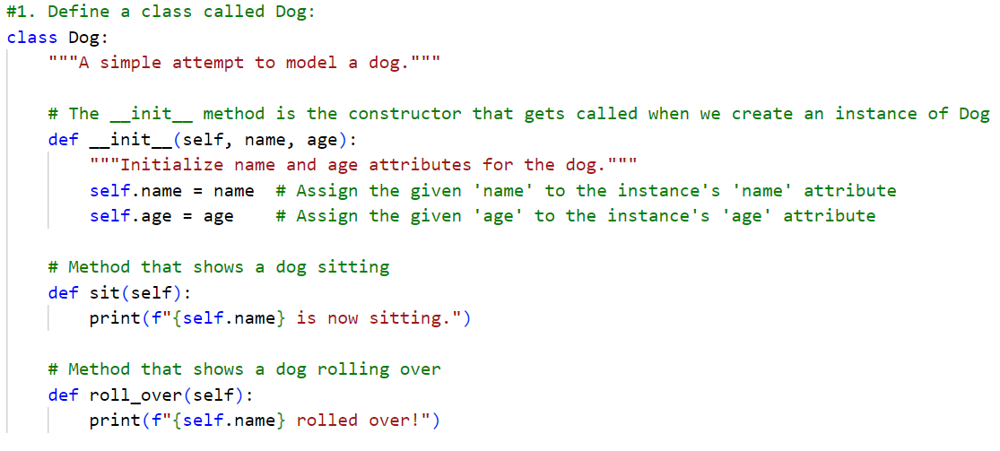 #1. Define a class called Dog:
class Dog:
    """A simple attempt to model a dog."""

    # The __init__ method is the constructor that gets called when we create an instance of Dog
    def __init__(self, name, age):
        """Initialize name and age attributes for the dog."""
        self.name = name  # Assign the given 'name' to the instance's 'name' attribute
        self.age = age    # Assign the given 'age' to the instance's 'age' attribute

    # Method that shows a dog sitting
    def sit(self):
        print(f"{self.name} is now sitting.")

    # Method that shows a dog rolling over
    def roll_over(self):
        print(f"{self.name} rolled over!")